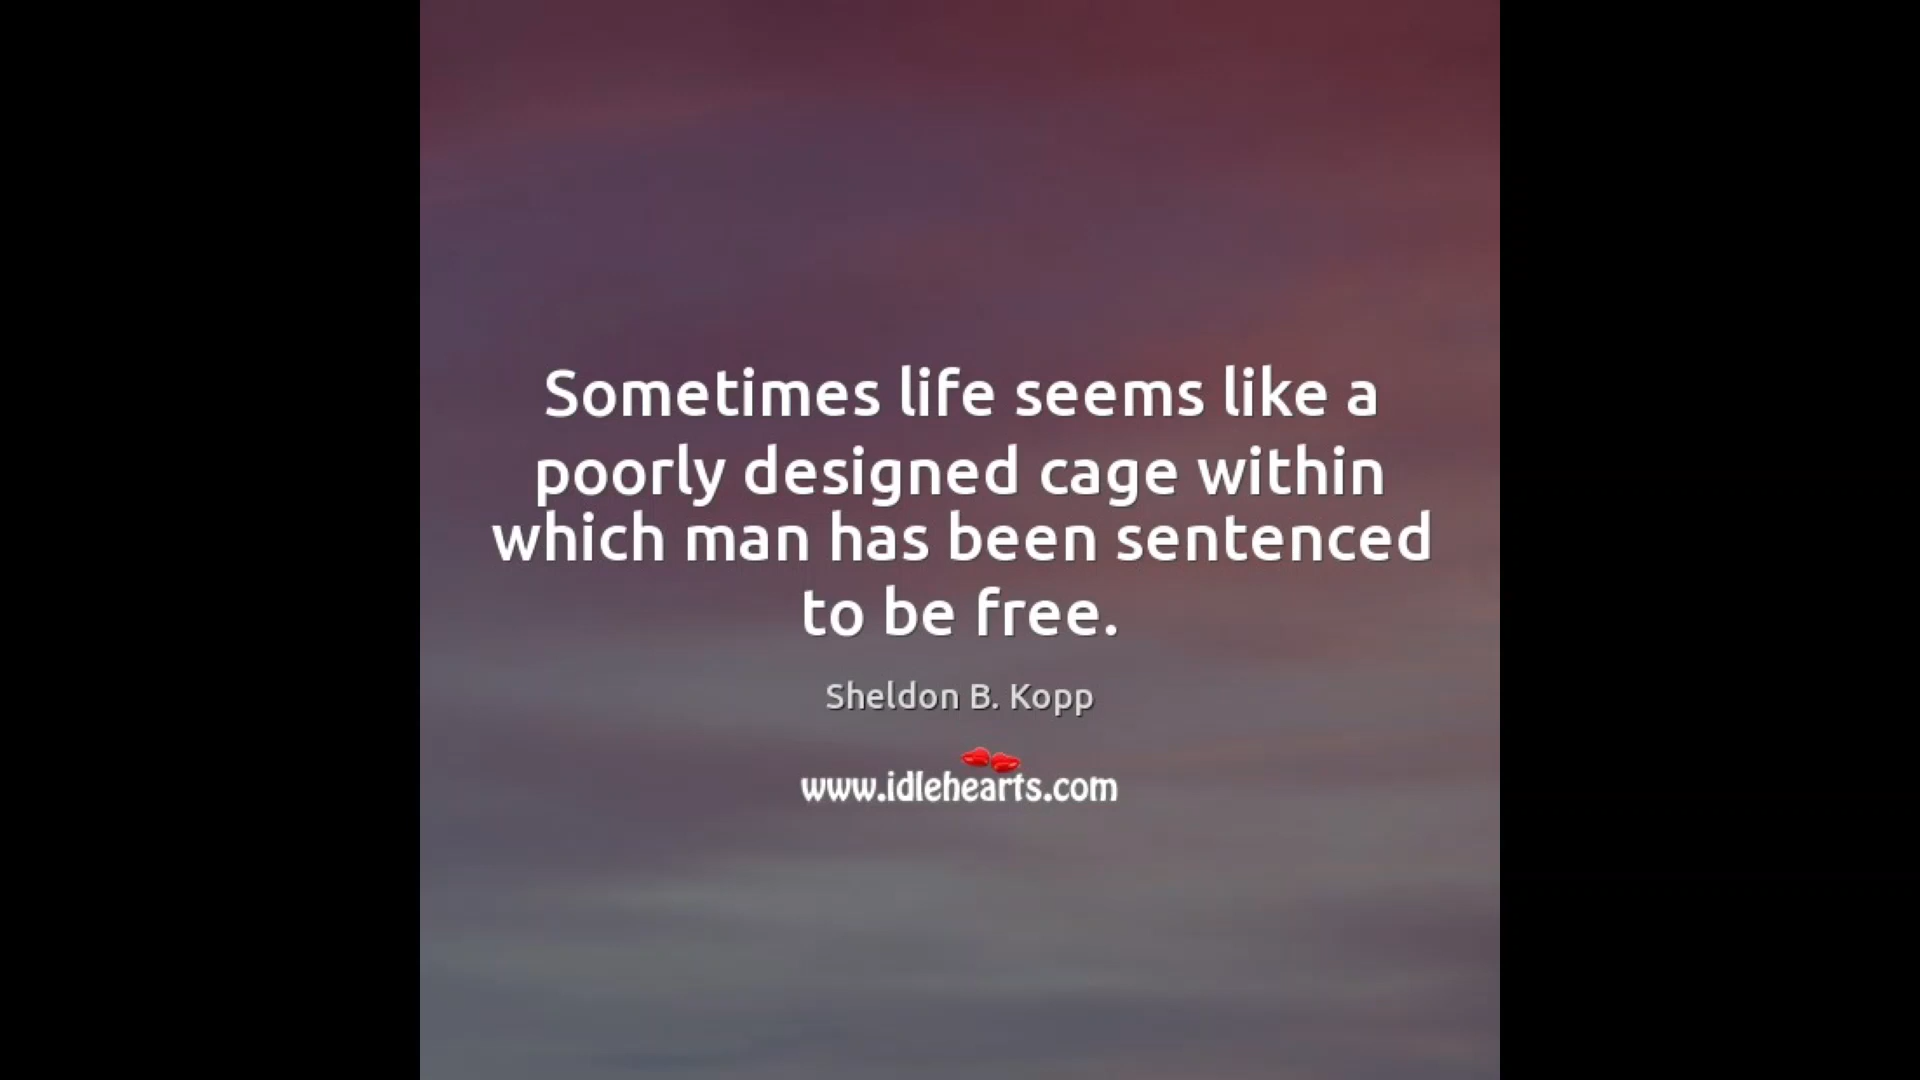 Sometimes life seems like a
poorly designed cage within
which man has been sentenced
to be free.
Sheldon B. Kopp
www.idlehearts.com